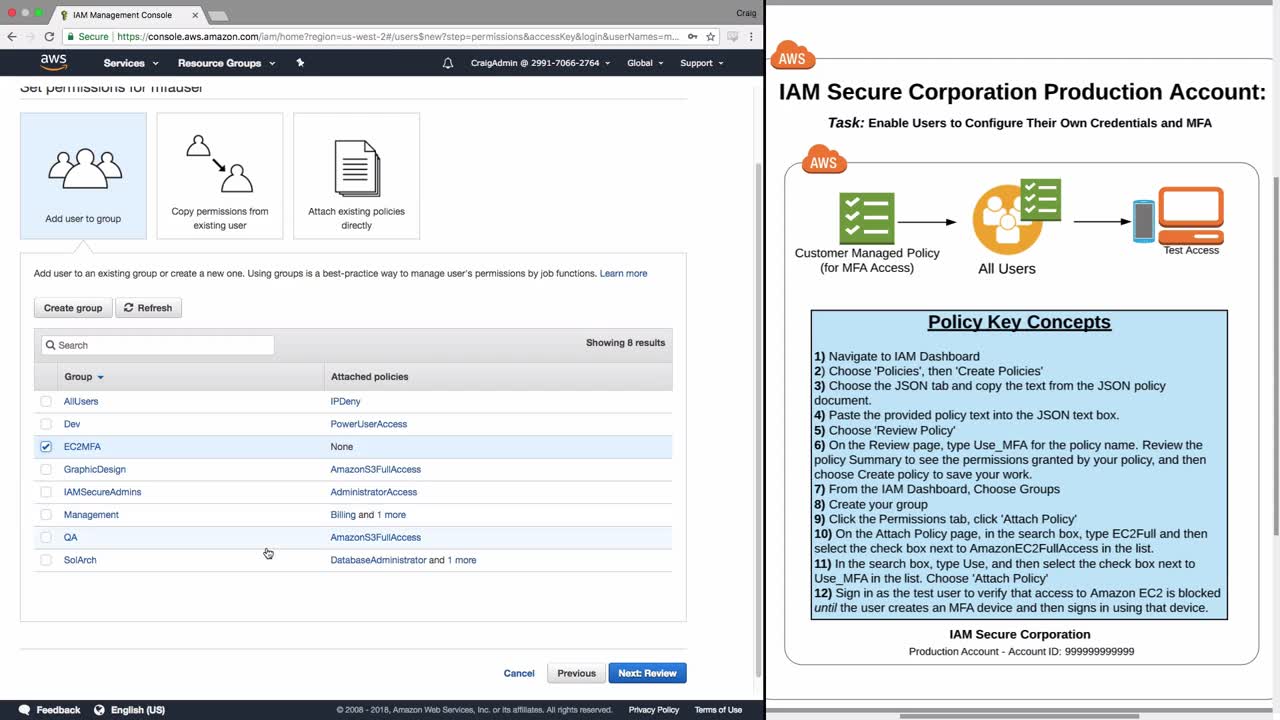 IAM Management Console
Craig
Secure
https://console.aws.amazon.com/iam/home?region=us-west-2#/users$new?step=permissions&accessKey&login&userNames=m...
aws
Services
Resource Groups
CraigAdmin @ 2991-7066-2764
Global
Support
Set permissions for mfauser
Add user to group
Copy permissions from
existing user
Attach existing policies
directly
Add user to an existing group or create a new one. Using groups is a best-practice way to manage user's permissions by job functions. Learn more
Create group
Refresh
Search
Showing 8 results
Group
Attached policies
AllUsers
IPDeny
Dev
PowerUserAccess
EC2MFA
None
GraphicDesign
AmazonS3FullAccess
IAMSecureAdmins
AdministratorAccess
Management
Billing and 1 more
QA
AmazonS3FullAccess
SolArch
DatabaseAdministrator and 1 more
Cancel
Previous
Next: Review
Feedback
English (US)
© 2008 - 2018, Amazon Web Services, Inc. or its affiliates. All rights reserved.
Privacy Policy
Terms of Use
AWS
IAM Secure Corporation Production Account:
Task: Enable Users to Configure Their Own Credentials and MFA
AWS
Customer Managed Policy
(for MFA Access)
All Users
Test Access
Policy Key Concepts
1) Navigate to IAM Dashboard
2) Choose 'Policies', then 'Create Policies'
3) Choose the JSON tab and copy the text from the JSON policy
document.
4) Paste the provided policy text into the JSON text box.
5) Choose 'Review Policy'
6) On the Review page, type Use_MFA for the policy name. Review the
policy Summary to see the permissions granted by your policy, and then
choose Create policy to save your work.
7) From the IAM Dashboard, Choose Groups
8) Create your group
9) Click the Permissions tab, click 'Attach Policy'
10) On the Attach Policy page, in the search box, type EC2Full and then
select the check box next to AmazonEC2FullAccess in the list.
11) In the search box, type Use, and then select the check box next to
Use_MFA in the list. Choose 'Attach Policy'
12) Sign in as the test user to verify that access to Amazon EC2 is blocked
until the user creates an MFA device and then signs in using that device.
IAM Secure Corporation
Production Account - Account ID: 999999999999